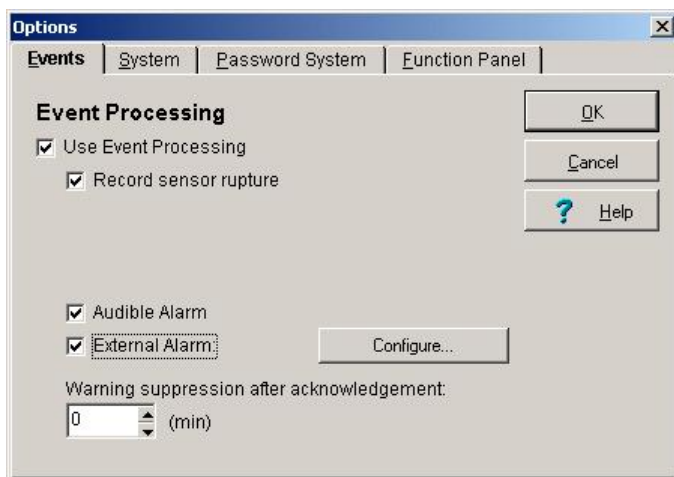 Options
Events System Password System Function Panel
Event Processing
Use Event Processing
Record sensor rupture
OK
Cancel
? Help
Audible Alarm
External Alarm:
Configure...
Warning suppression after acknowledgement:
0 (min)